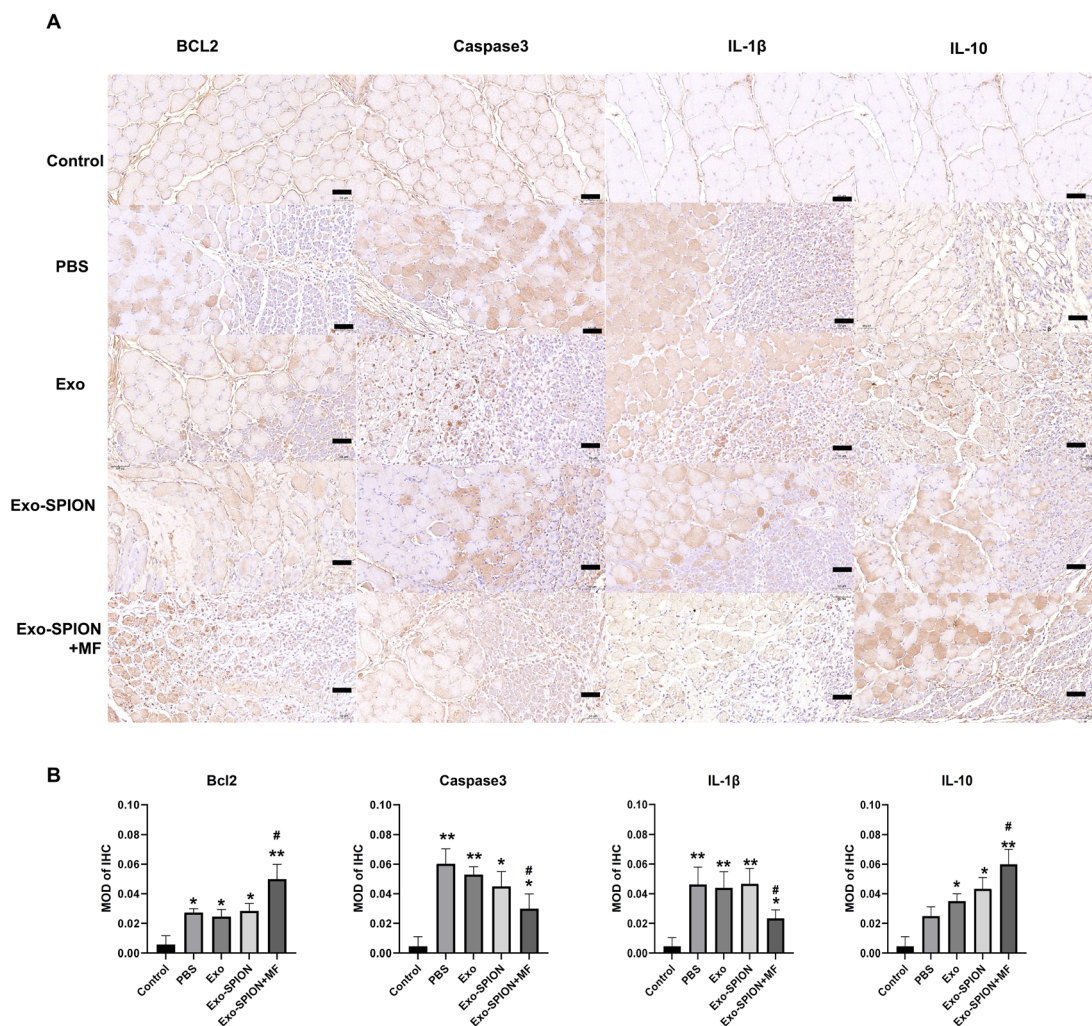 A
BCL2 Caspase3 IL-1β IL-10
Control
PBS
Exo
Exo-SPION
Exo-SPION
+MF
B
Bcl2 Caspase3 IL-1β IL-10
MOD of IHC
0.10
0.08
0.06
0.04
0.02
0.00
* * * ** #
Control PBS Exo Exo-SPION Exo-SPION+MF
MOD of IHC
0.10
0.08
0.06
0.04
0.02
0.00
** ** * # *
Control PBS Exo Exo-SPION Exo-SPION+MF
MOD of IHC
0.10
0.08
0.06
0.04
0.02
0.00
** ** ** # *
Control PBS Exo Exo-SPION Exo-SPION+MF
MOD of IHC
0.10
0.08
0.06
0.04
0.02
0.00
* * # **
Control PBS Exo Exo-SPION Exo-SPION+MF